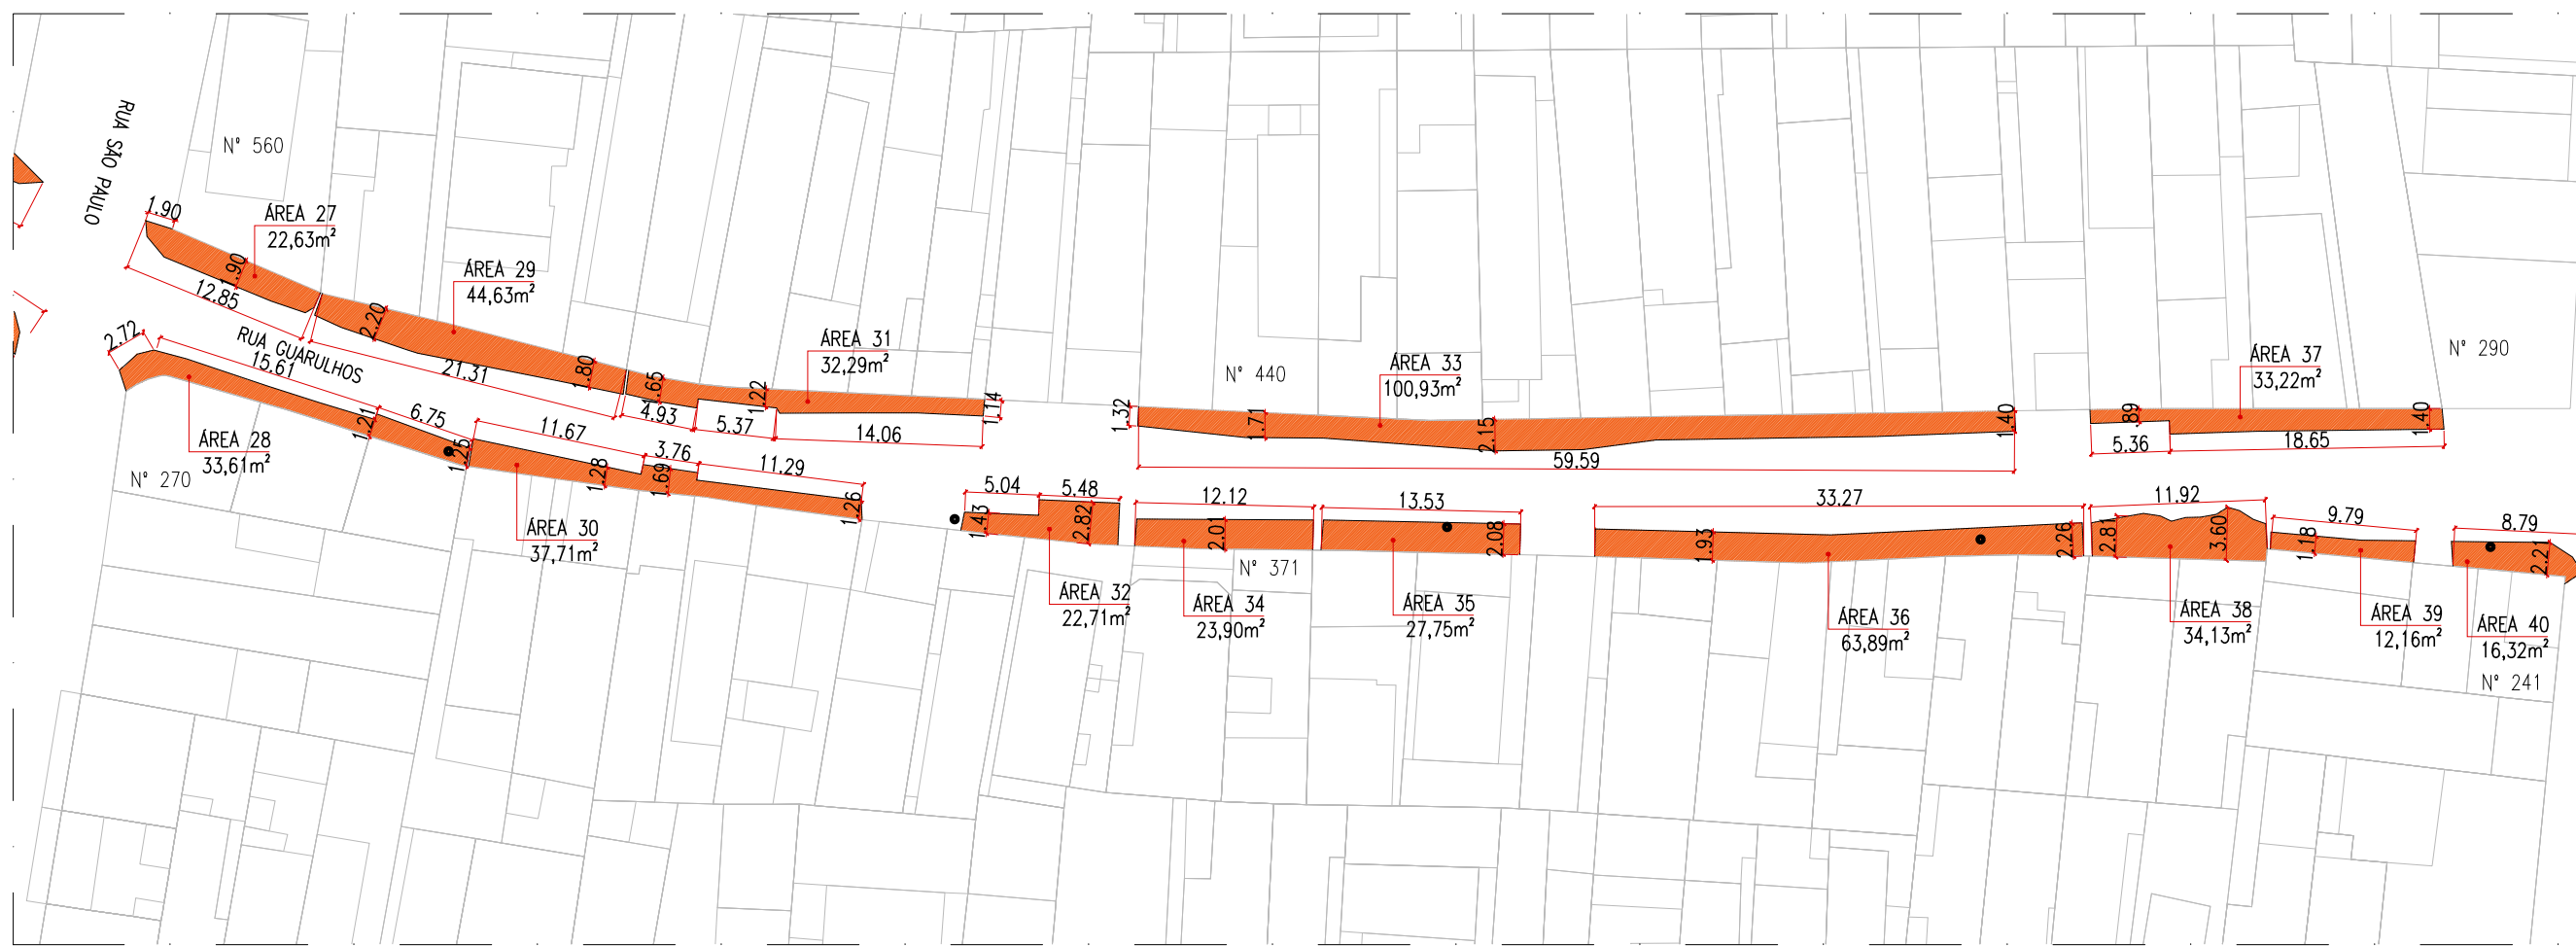 RUA SÃO PAULO
N° 560
1.90
ÁREA 27
22,63m²
1.90
12.85
ÁREA 29
44,63m²
2.20
RUA GUARULHOS
21.31
1.80
1.65
4.93
5.37
1.22
ÁREA 31
32,29m²
14.06
1.14
2.72
15.61
1.21
6.75
1.25
ÁREA 28
33,61m²
N° 270
11.67
3.76
11.29
1.28
1.69
1.26
ÁREA 30
37,71m²
N° 440
1.32
1.71
ÁREA 33
100,93m²
2.15
1.40
59.59
N° 290
ÁREA 37
33,22m²
.89
5.36
18.65
1.40
5.04
5.48
1.43
2.82
ÁREA 32
22,71m²
12.12
2.01
N° 371
ÁREA 34
23,90m²
13.53
2.08
ÁREA 35
27,75m²
33.27
1.93
2.26
ÁREA 36
63,89m²
11.92
2.81
3.60
ÁREA 38
34,13m²
9.79
1.18
ÁREA 39
12,16m²
8.79
2.21
ÁREA 40
16,32m²
N° 241